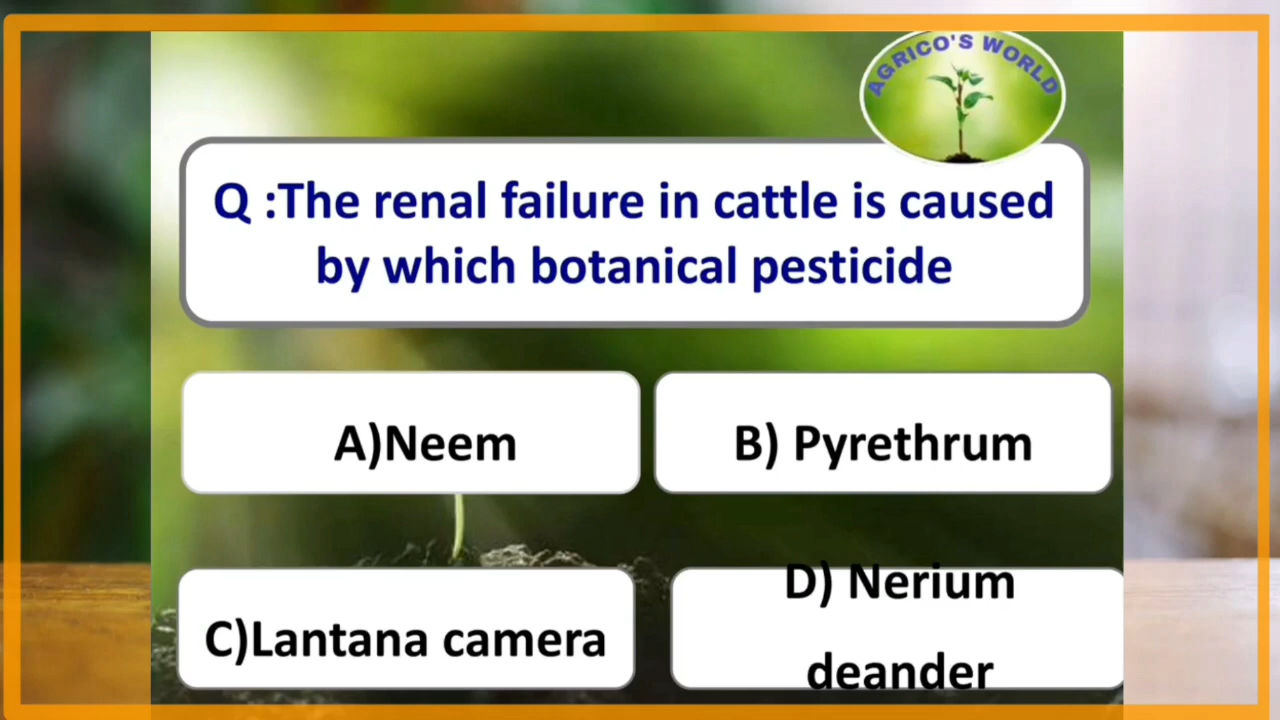 AGRICO'S WORLD
Q :The renal failure in cattle is caused
by which botanical pesticide
A)Neem
B) Pyrethrum
C)Lantana camera
D) Nerium
deander